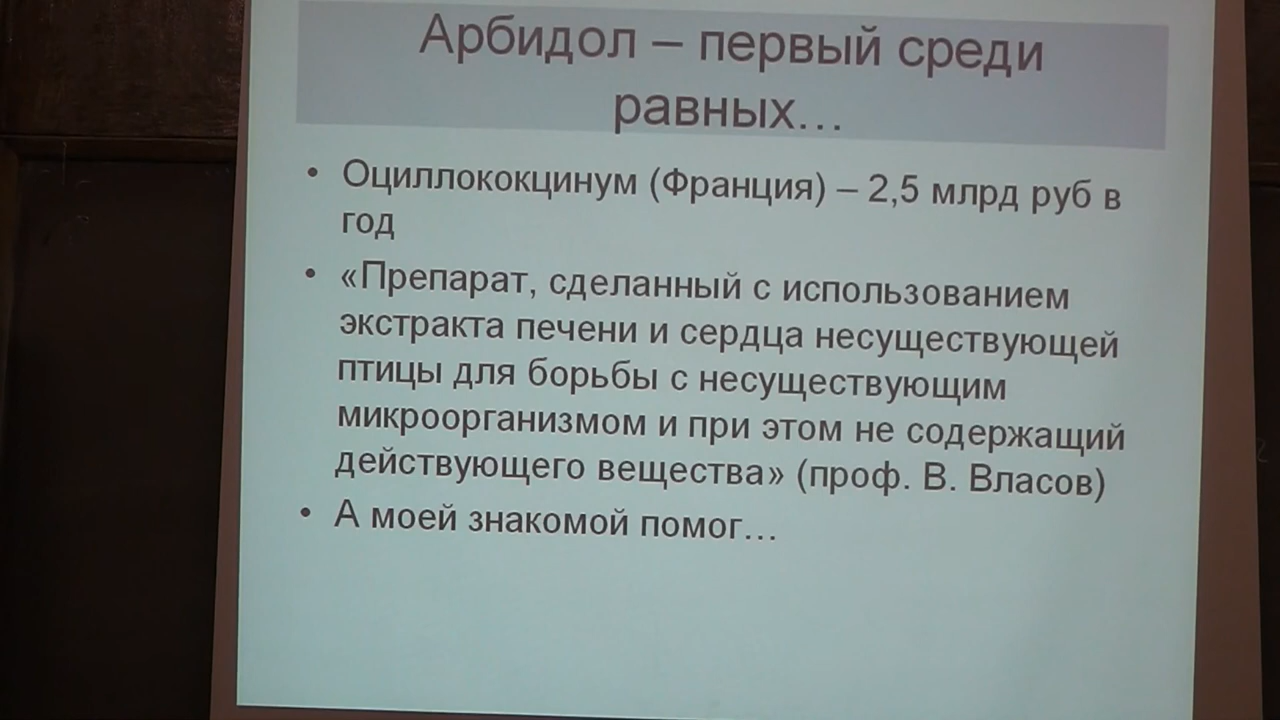 Арбидол – первый среди
равных...
• Оциллококцинум (Франция) – 2,5 млрд руб в
год
• «Препарат, сделанный с использованием
экстракта печени и сердца несуществующей
птицы для борьбы с несуществующим
микроорганизмом и при этом не содержащий
действующего вещества» (проф. В. Власов)
• А моей знакомой помог...